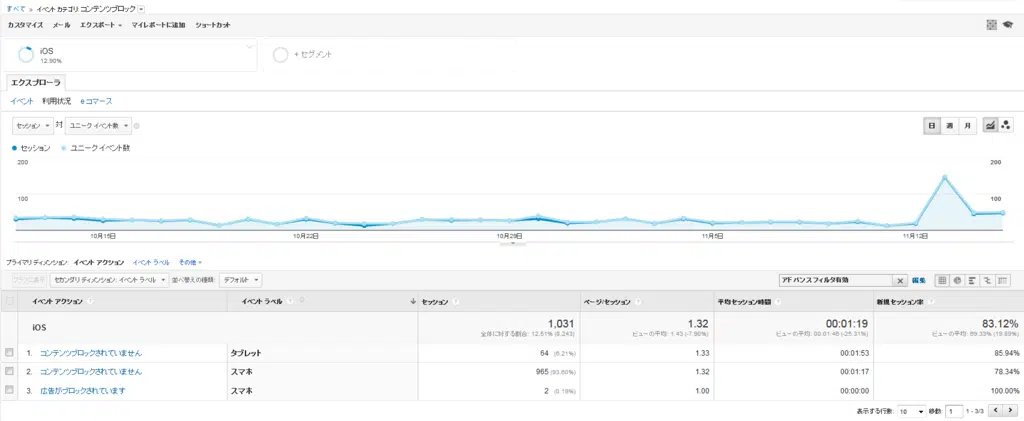 すべて » イベント カテゴリ: コンテンツブロック
カスタマイズ メール エクスポート マイレポートに追加 ショートカット
iOS
12.90%
+ セグメント
エクスプローラ
イベント 利用状況 eコマース
セッション 対 ユニーク イベント数
日 週 月
セッション ユニーク イベント数
200 200
100 100
10月15日 10月22日 10月29日 11月5日 11月12日
プライマリ ディメンション: イベント アクション イベント ラベル その他
グラフに表示 セカンダリ ディメンション: イベント ラベル 並べ替えの種類: デフォルト アドバンス フィルタ有効 編集
イベント アクション イベント ラベル セッション ページ/セッション 平均セッション時間 新規セッション率
iOS 1,031 1.32 00:01:19 83.12%
全体に対する割合: 12.51% (8,243) ビューの平均: 1.43 (-7.90%) ビューの平均: 00:01:46 (-25.31%) ビューの平均: 69.33% (19.89%)
1. コンテンツブロックされていません タブレット 64 (6.21%) 1.33 00:01:53 85.94%
2. コンテンツブロックされていません スマホ 965 (93.60%) 1.32 00:01:17 78.34%
3. 広告がブロックされています スマホ 2 (0.19%) 1.00 00:00:00 100.00%
表示する行数: 10 移動: 1 1 - 3/3